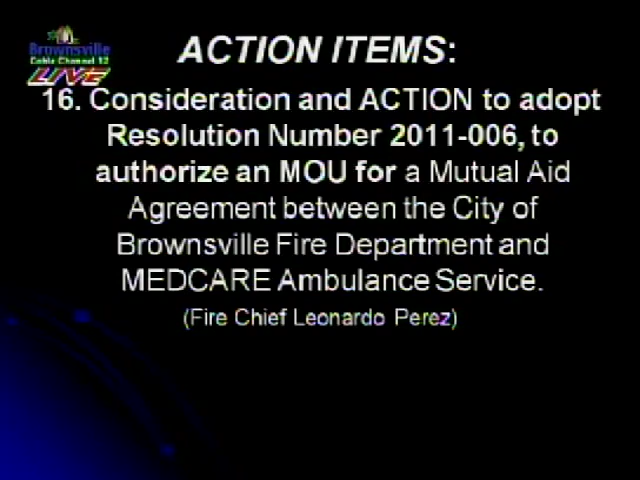 Brownsville
Cable Channel 12
LIVE
ACTION ITEMS:
16. Consideration and ACTION to adopt
Resolution Number 2011-006, to
authorize an MOU for a Mutual Aid
Agreement between the City of
Brownsville Fire Department and
MEDCARE Ambulance Service.
(Fire Chief Leonardo Perez)